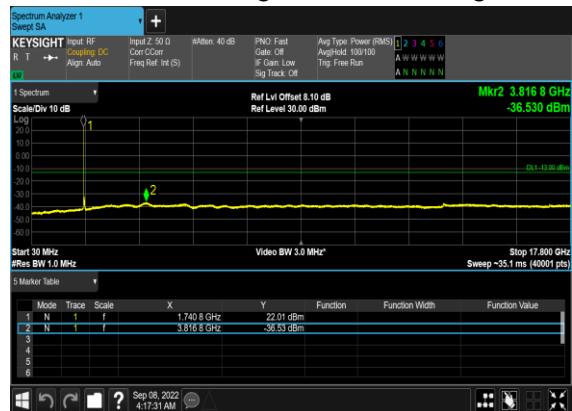 Spectrum Analyzer 1
Swept SA
+
KEYSIGHT Input: RF Input Z: 50 Ω #Atten: 40 dB PNO: Fast Avg Type: Power (RMS) 1 2 3 4 5 6
R T Coupling: DC Corr CCorr Gate: Off Avg|Hold: 100/100 A W W W W W
Align: Auto Freq Ref: Int (S) IF Gain: Low Trig: Free Run
Sig Track: Off A N N N N N
1 Spectrum Ref Lvl Offset 8.10 dB Mkr2 3.816 8 GHz
Scale/Div 10 dB Ref Level 30.00 dBm -36.530 dBm
Log
20.0
10.0
0.00
-10.0
-20.0
-30.0
-40.0
-50.0
-60.0
1
DL1 -13.00 dBm
2
Start 30 MHz Video BW 3.0 MHz* Stop 17.800 GHz
#Res BW 1.0 MHz Sweep ~35.1 ms (40001 pts)
5 Marker Table
Mode Trace Scale X Y Function Function Width Function Value
1 N 1 f 1.740 8 GHz 22.01 dBm
2 N 1 f 3.816 8 GHz -36.53 dBm
3
4
5
6
? Sep 08, 2022
4:17:31 AM